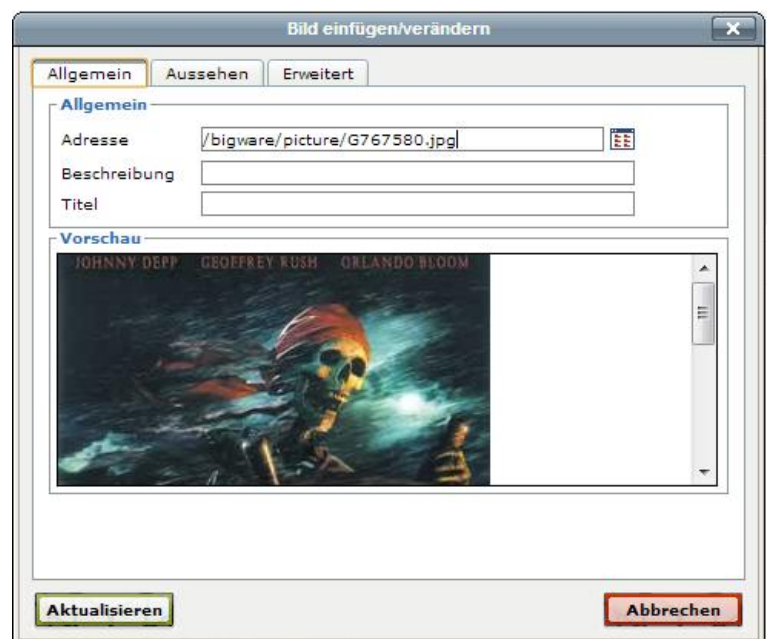 Bild einfügen/verändern
Allgemein Aussehen Erweitert
Allgemein
Adresse /bigware/picture/G767580.jpg
Beschreibung
Titel
Vorschau
JOHNNY DEPP GEOFFREY RUSH ORLANDO BLOOM
Aktualisieren Abbrechen